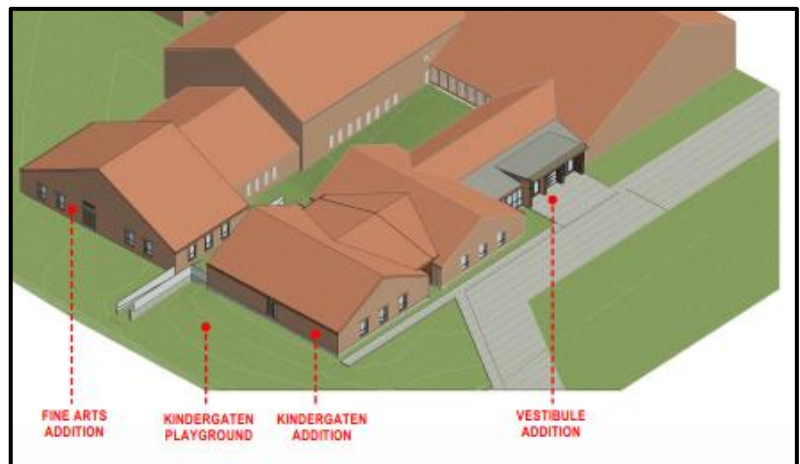 FINE ARTS
ADDITION
KINDERGATEN
PLAYGROUND
KINDERGATEN
ADDITION
VESTIBULE
ADDITION